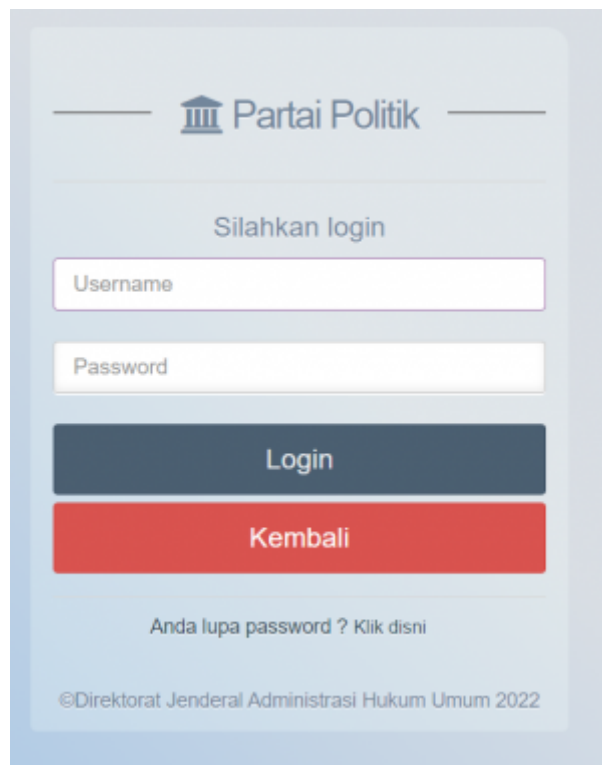 Partai Politik
Silahkan login
Username
Password
Login
Kembali
Anda lupa password ? Klik disni
©Direktorat Jenderal Administrasi Hukum Umum 2022